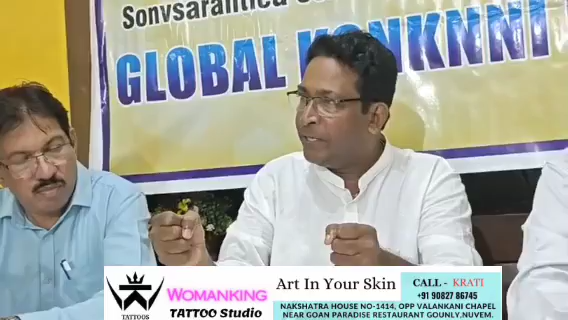 Sonvsarantlea
GLOBAL KONKNNI
TATTOOS
WOMANKING
TATTOO Studio
Art In Your Skin
CALL - KRATI
+91 90827 86745
NAKSHATRA HOUSE NO-1414, OPP VALANKANI CHAPEL
NEAR GOAN PARADISE RESTAURANT GOUNLY,NUVEM.